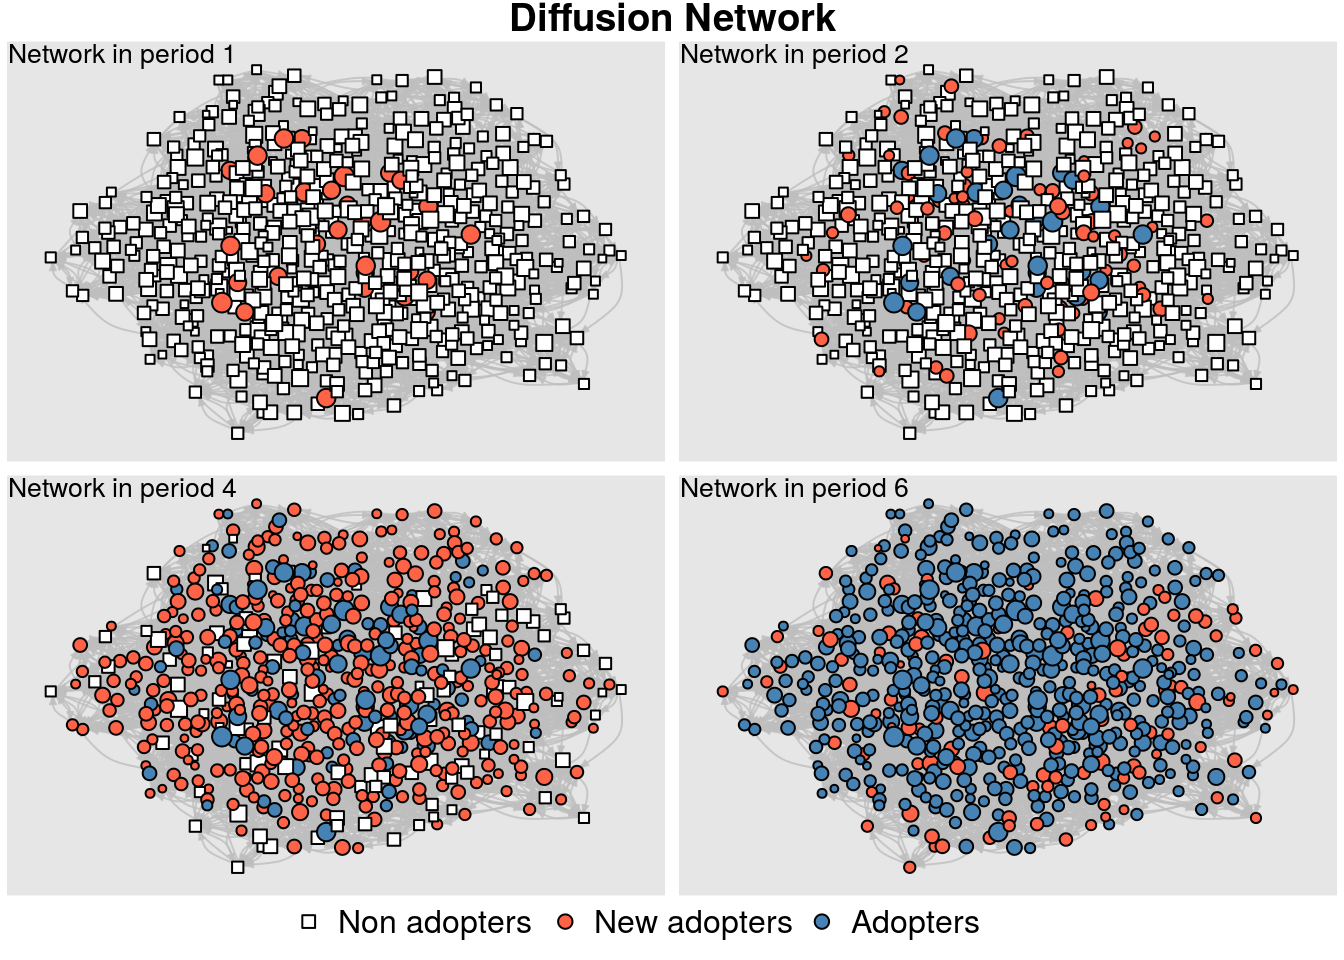 Diffusion Network
Network in period 1
Network in period 2
Network in period 4
Network in period 6
Non adopters
New adopters
Adopters